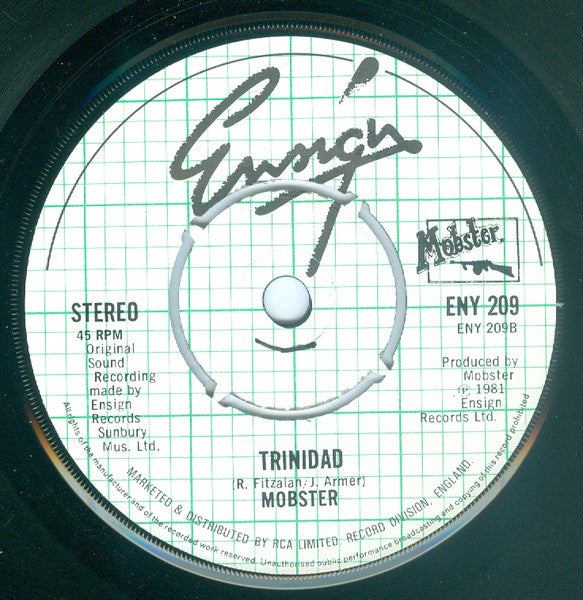 Ensign
Mobster.
STEREO
45 RPM
Original
Sound
Recording
made by
Ensign
Records
Sunbury
Mus. Ltd.
ENY 209
ENY 209B
Produced by
Mobster
℗ 1981
Ensign
Records Ltd.
TRINIDAD
(R. Fitzalan/J. Armer)
MOBSTER
MARKETED & DISTRIBUTED BY RCA LIMITED, RECORD DIVISION, ENGLAND.
All rights of the manufacturer and of the owner of the recorded work reserved. Unauthorised public performance broadcasting and copying of this record prohibited